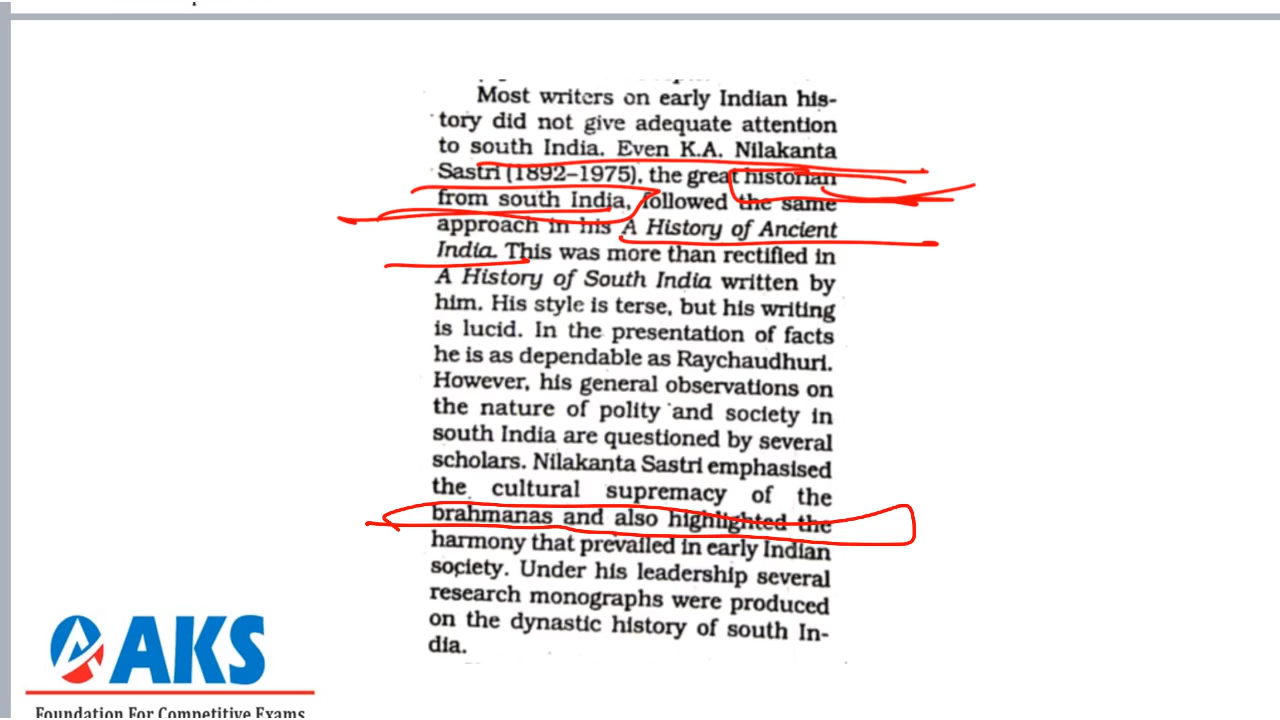 Most writers on early Indian his-
tory did not give adequate attention
to south India. Even K.A. Nilakanta
Sastri (1892–1975), the great historian
from south India, followed the same
approach in his A History of Ancient
India. This was more than rectified in
A History of South India written by
him. His style is terse, but his writing
is lucid. In the presentation of facts
he is as dependable as Raychaudhuri.
However, his general observations on
the nature of polity and society in
south India are questioned by several
scholars. Nilakanta Sastri emphasised
the cultural supremacy of the
brahmanas and also highlighted the
harmony that prevailed in early Indian
society. Under his leadership several
research monographs were produced
on the dynastic history of south In-
dia.
AKS
Foundation For Competitive Exams